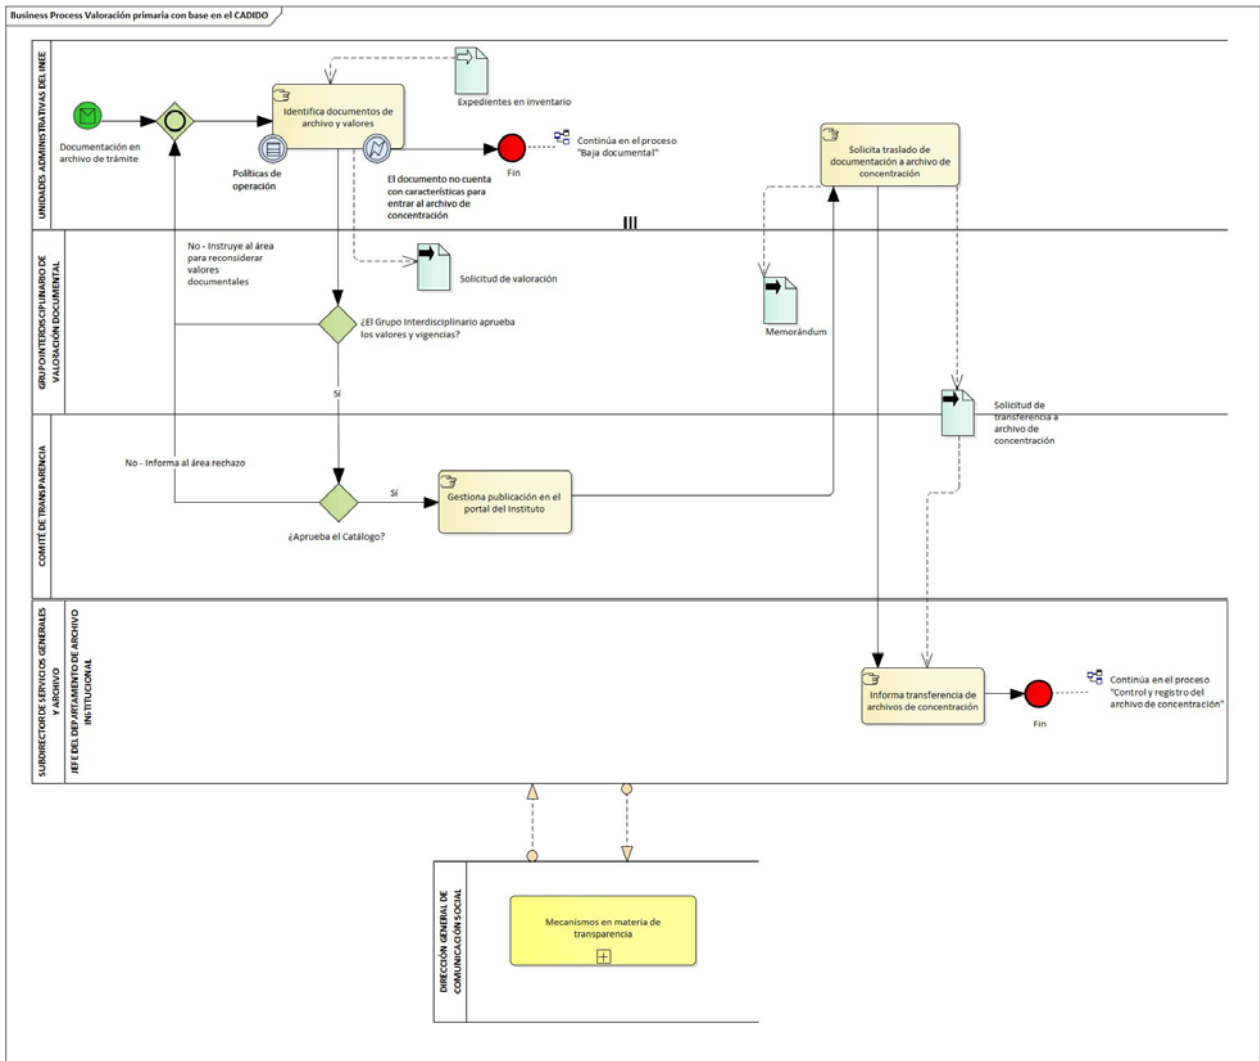 Business Process Valoración primaria con base en el CADIDO
UNIDADES ADMINISTRATIVAS DEL INEE
Documentación en
archivo de trámite
Identifica documentos de
archivo y valores
Políticas de
operación
Expedientes en inventario
El documento no cuenta
con características para
entrar al archivo de
concentración
Fin
Continúa en el proceso
"Baja documental"
Solicita traslado de
documentación a archivo de
concentración
GRUPO INTERDISCIPLINARIO DE
VALORACIÓN DOCUMENTAL
No - Instruye al área
para reconsiderar
valores
documentales
Solicitud de valoración
¿El Grupo Interdisciplinario aprueba
los valores y vigencias?
Sí
Memorándum
Solicitud de
transferencia a
archivo de
concentración
COMITÉ DE TRANSPARENCIA
No - Informa al área rechazo
¿Aprueba el Catálogo?
Sí
Gestiona publicación en el
portal del Instituto
SUBDIRECTOR DE SERVICIOS GENERALES
Y ARCHIVO
JEFE DEL DEPARTAMENTO DE ARCHIVO
INSTITUCIONAL
Informa transferencia de
archivos de concentración
Fin
Continúa en el proceso
"Control y registro del
archivo de concentración"
DIRECCIÓN GENERAL DE
COMUNICACIÓN SOCIAL
Mecanismos en materia de
transparencia